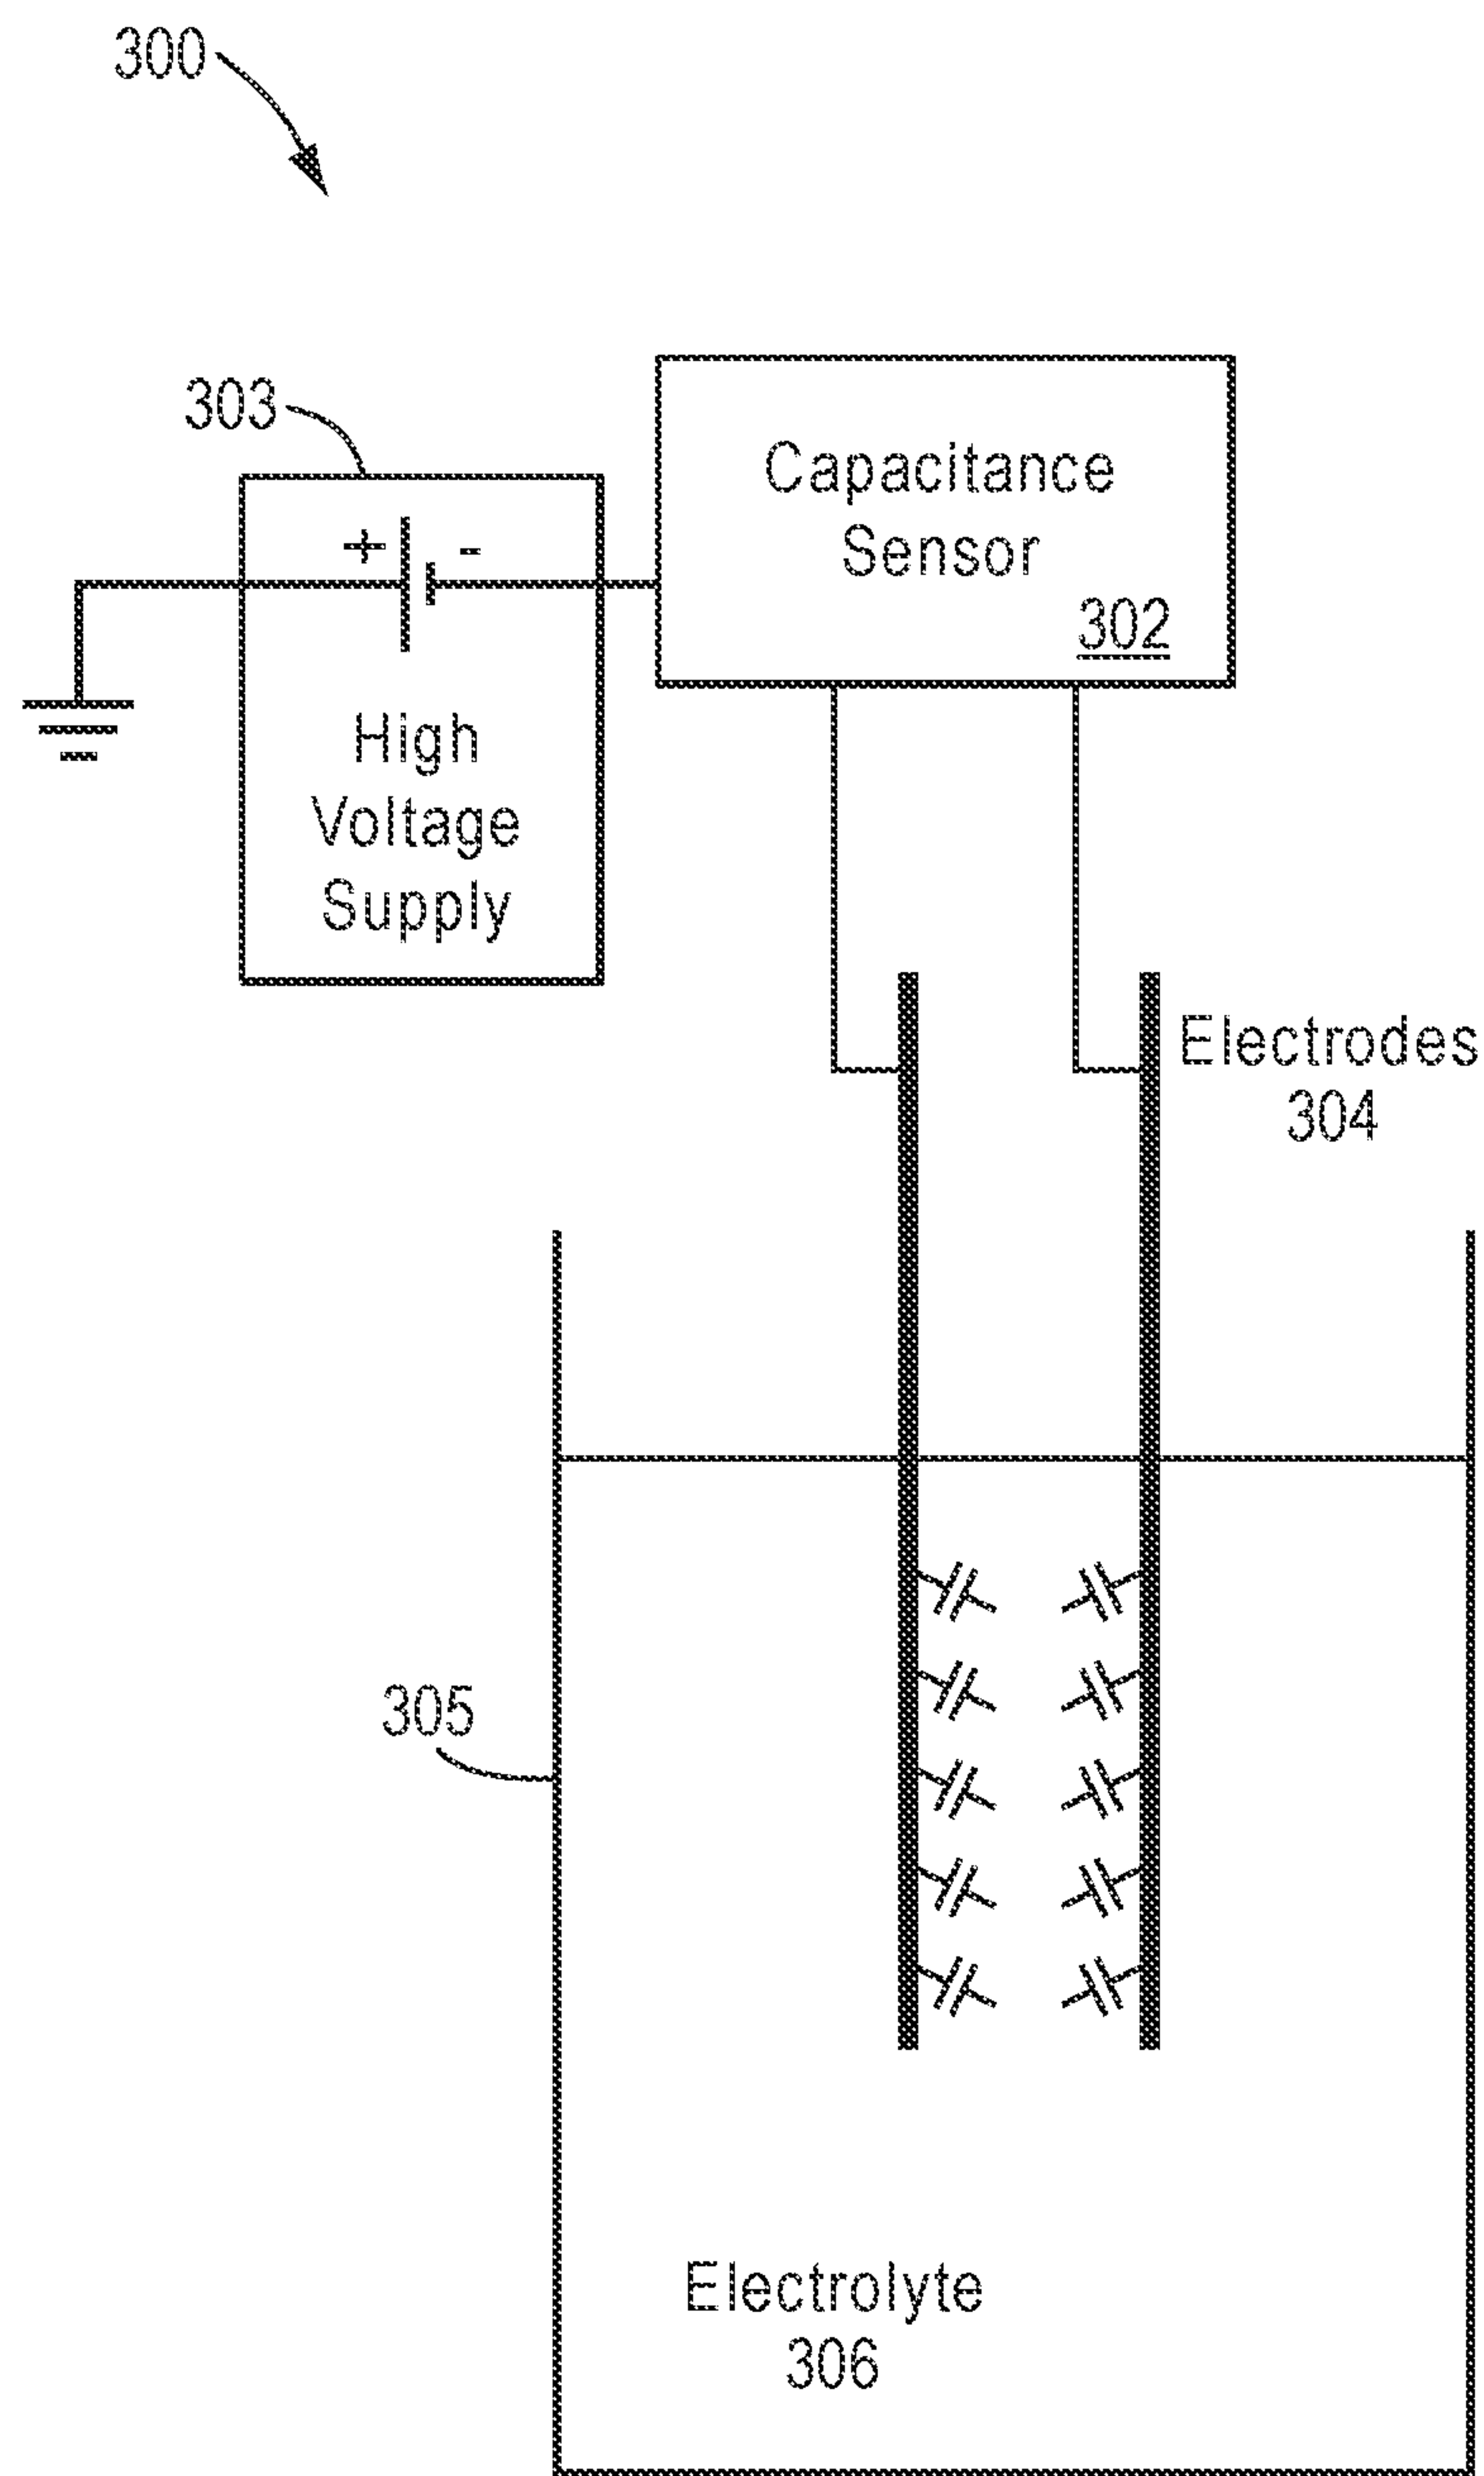 300
303
Capacitance
Sensor
302
+ -
High
Voltage
Supply
Electrodes
304
305
Electrolyte
306